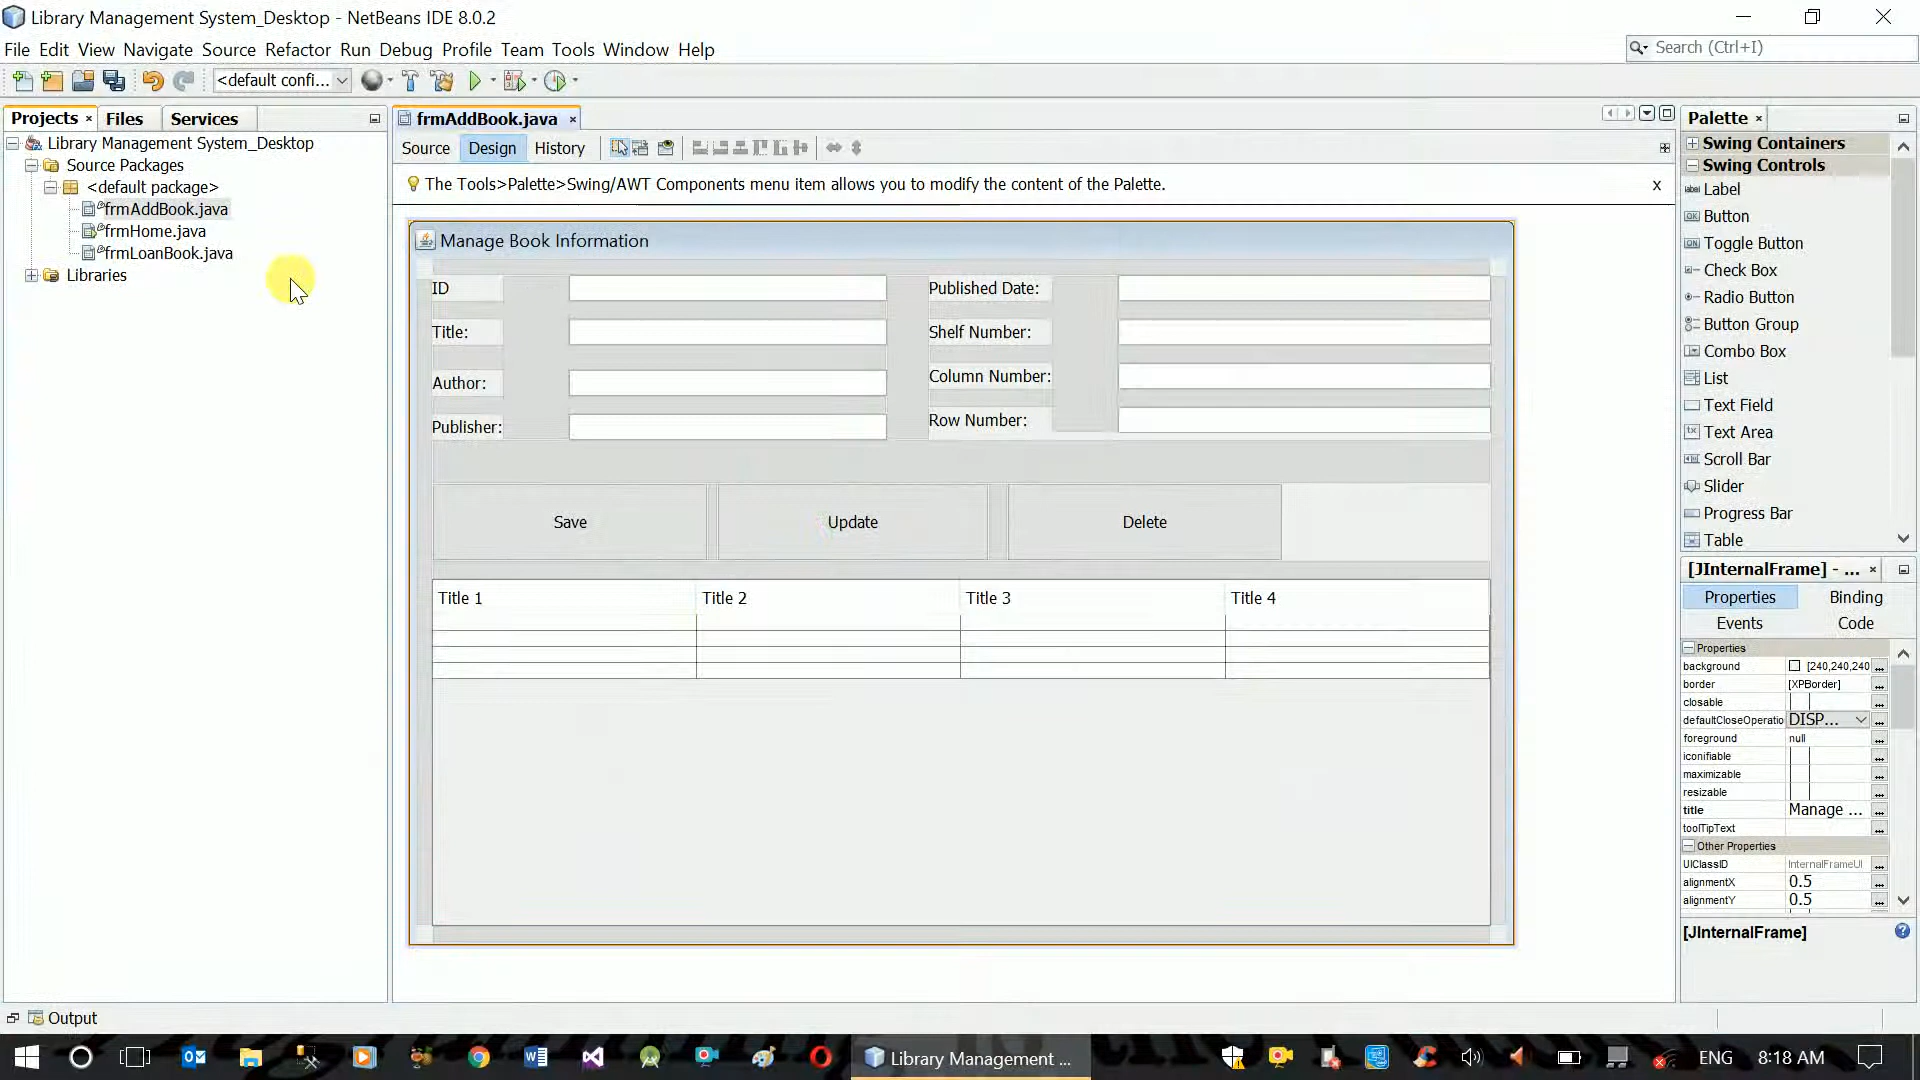 Library Management System_Desktop - NetBeans IDE 8.0.2
File Edit View Navigate Source Refactor Run Debug Profile Team Tools Window Help
Search (Ctrl+I)
<default confi...
Projects Files Services
frmAddBook.java
Palette
Library Management System_Desktop
Source Packages
<default package>
frmAddBook.java
frmHome.java
frmLoanBook.java
Libraries
Source Design History
The Tools>Palette>Swing/AWT Components menu item allows you to modify the content of the Palette.
x
Manage Book Information
ID
Published Date:
Title:
Shelf Number:
Author:
Column Number:
Publisher:
Row Number:
Save Update Delete
Title 1 Title 2 Title 3 Title 4
Swing Containers
Swing Controls
Label
Button
Toggle Button
Check Box
Radio Button
Button Group
Combo Box
List
Text Field
Text Area
Scroll Bar
Slider
Progress Bar
Table
[JInternalFrame] - ...
Properties Binding
Events Code
Properties
background [240,240,240
border [XPBorder]
closable
defaultCloseOperatio DISP...
foreground null
iconifiable
maximizable
resizable
title Manage ...
toolTipText
Other Properties
UIClassID InternalFrameUI
alignmentX 0.5
alignmentY 0.5
[JInternalFrame]
Output
Library Management ...
ENG 8:18 AM